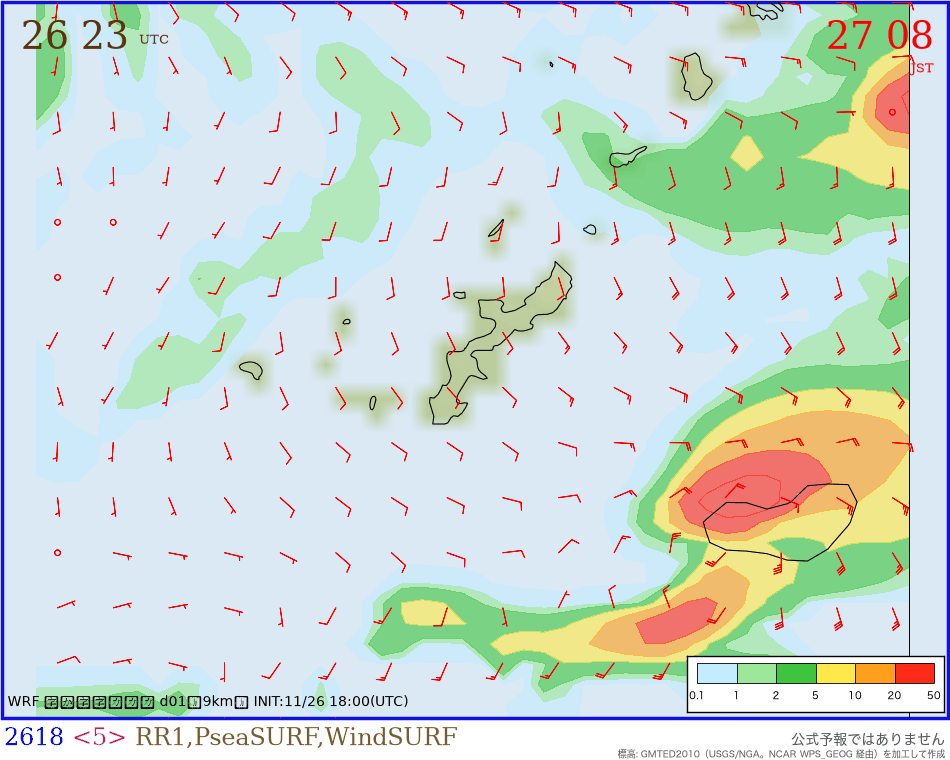 26 23 UTC
27 08
JST
0.1 1 2 5 10 20 50
WRF d01 9km INIT:11/26 18:00(UTC)
2618 <5> RR1,PseaSURF,WindSURF
公式予報ではありません
標高: GMTED2010（USGS/NGA。NCAR WPS_GEOG 経由）を加工して作成